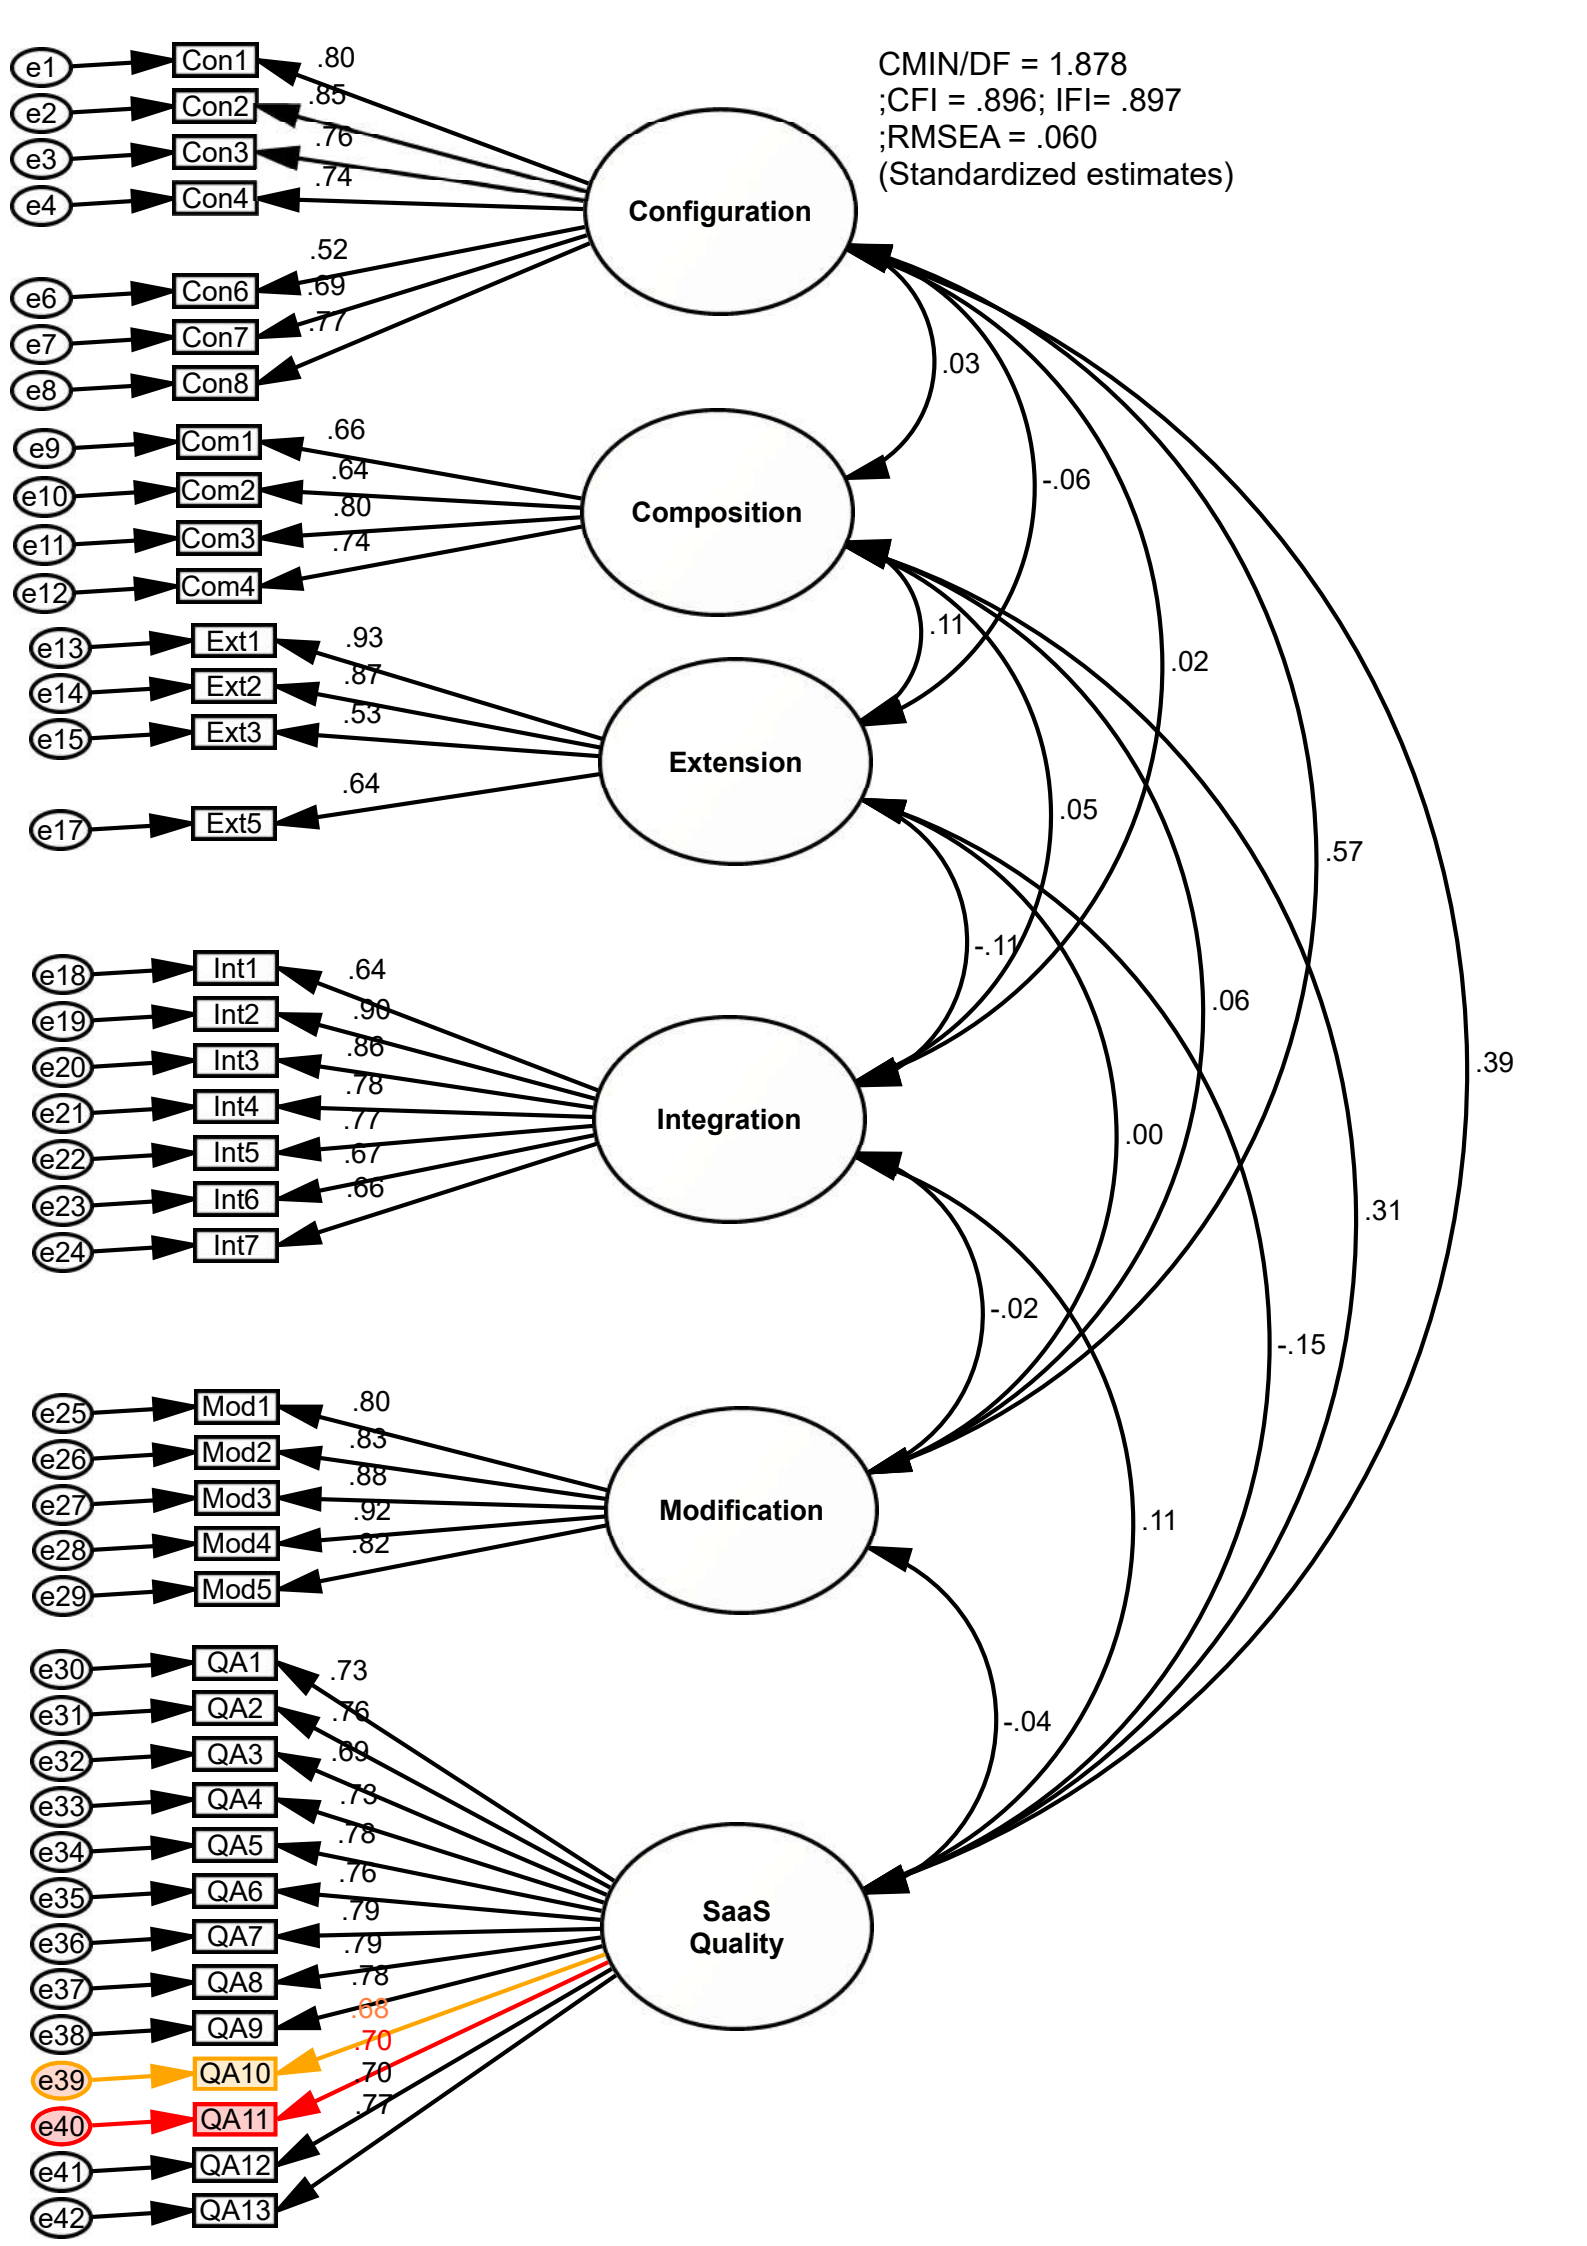 CMIN/DF = 1.878
;CFI = .896; IFI= .897
;RMSEA = .060
(Standardized estimates)
e1 Con1 .80
e2 Con2 .85
e3 Con3 .76
e4 Con4 .74
e6 Con6 .52
e7 Con7 .69
e8 Con8 .77
Configuration
e9 Com1 .66
e10 Com2 .64
e11 Com3 .80
e12 Com4 .74
Composition
e13 Ext1 .93
e14 Ext2 .87
e15 Ext3 .53
e17 Ext5 .64
Extension
e18 Int1 .64
e19 Int2 .90
e20 Int3 .86
e21 Int4 .78
e22 Int5 .77
e23 Int6 .67
e24 Int7 .66
Integration
e25 Mod1 .80
e26 Mod2 .83
e27 Mod3 .88
e28 Mod4 .92
e29 Mod5 .82
Modification
e30 QA1 .73
e31 QA2 .76
e32 QA3 .69
e33 QA4 .73
e34 QA5 .78
e35 QA6 .76
e36 QA7 .79
e37 QA8 .79
e38 QA9 .78
e39 QA10 .68
e40 QA11 .70
e41 QA12 .70
e42 QA13 .77
SaaS
Quality
.03
-.06
.11
.02
.05
.57
-.11
.06
.39
.00
.31
-.02
-.15
.11
-.04